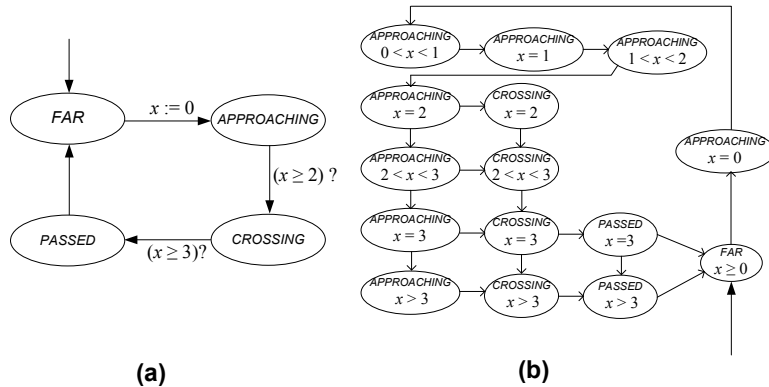 FAR
x := 0
APPROACHING
(x ≥ 2) ?
CROSSING
(x ≥ 3)?
PASSED
(a)
APPROACHING
0 < x < 1
APPROACHING
x = 1
APPROACHING
1 < x < 2
APPROACHING
x = 2
CROSSING
x = 2
APPROACHING
x = 0
APPROACHING
2 < x < 3
CROSSING
2 < x < 3
APPROACHING
x = 3
CROSSING
x = 3
PASSED
x =3
FAR
x ≥ 0
APPROACHING
x > 3
CROSSING
x > 3
PASSED
x > 3
(b)